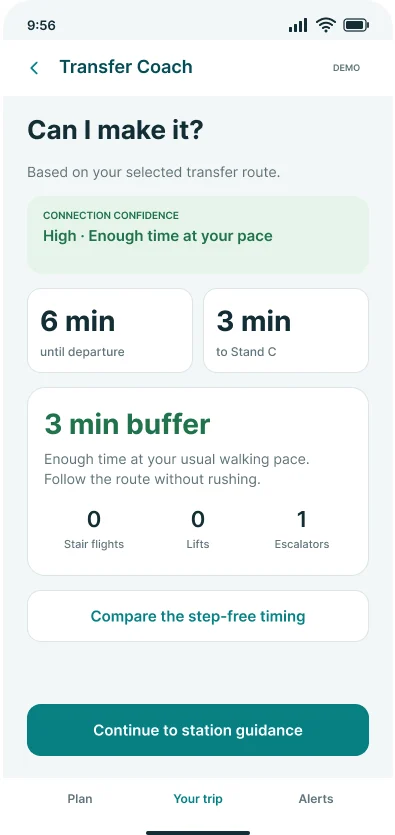 9:56
Transfer Coach
DEMO
Can I make it?
Based on your selected transfer route.
CONNECTION CONFIDENCE
High · Enough time at your pace
6 min
until departure
3 min
to Stand C
3 min buffer
Enough time at your usual walking pace.
Follow the route without rushing.
0
Stair flights
0
Lifts
1
Escalators
Compare the step-free timing
Continue to station guidance
Plan
Your trip
Alerts